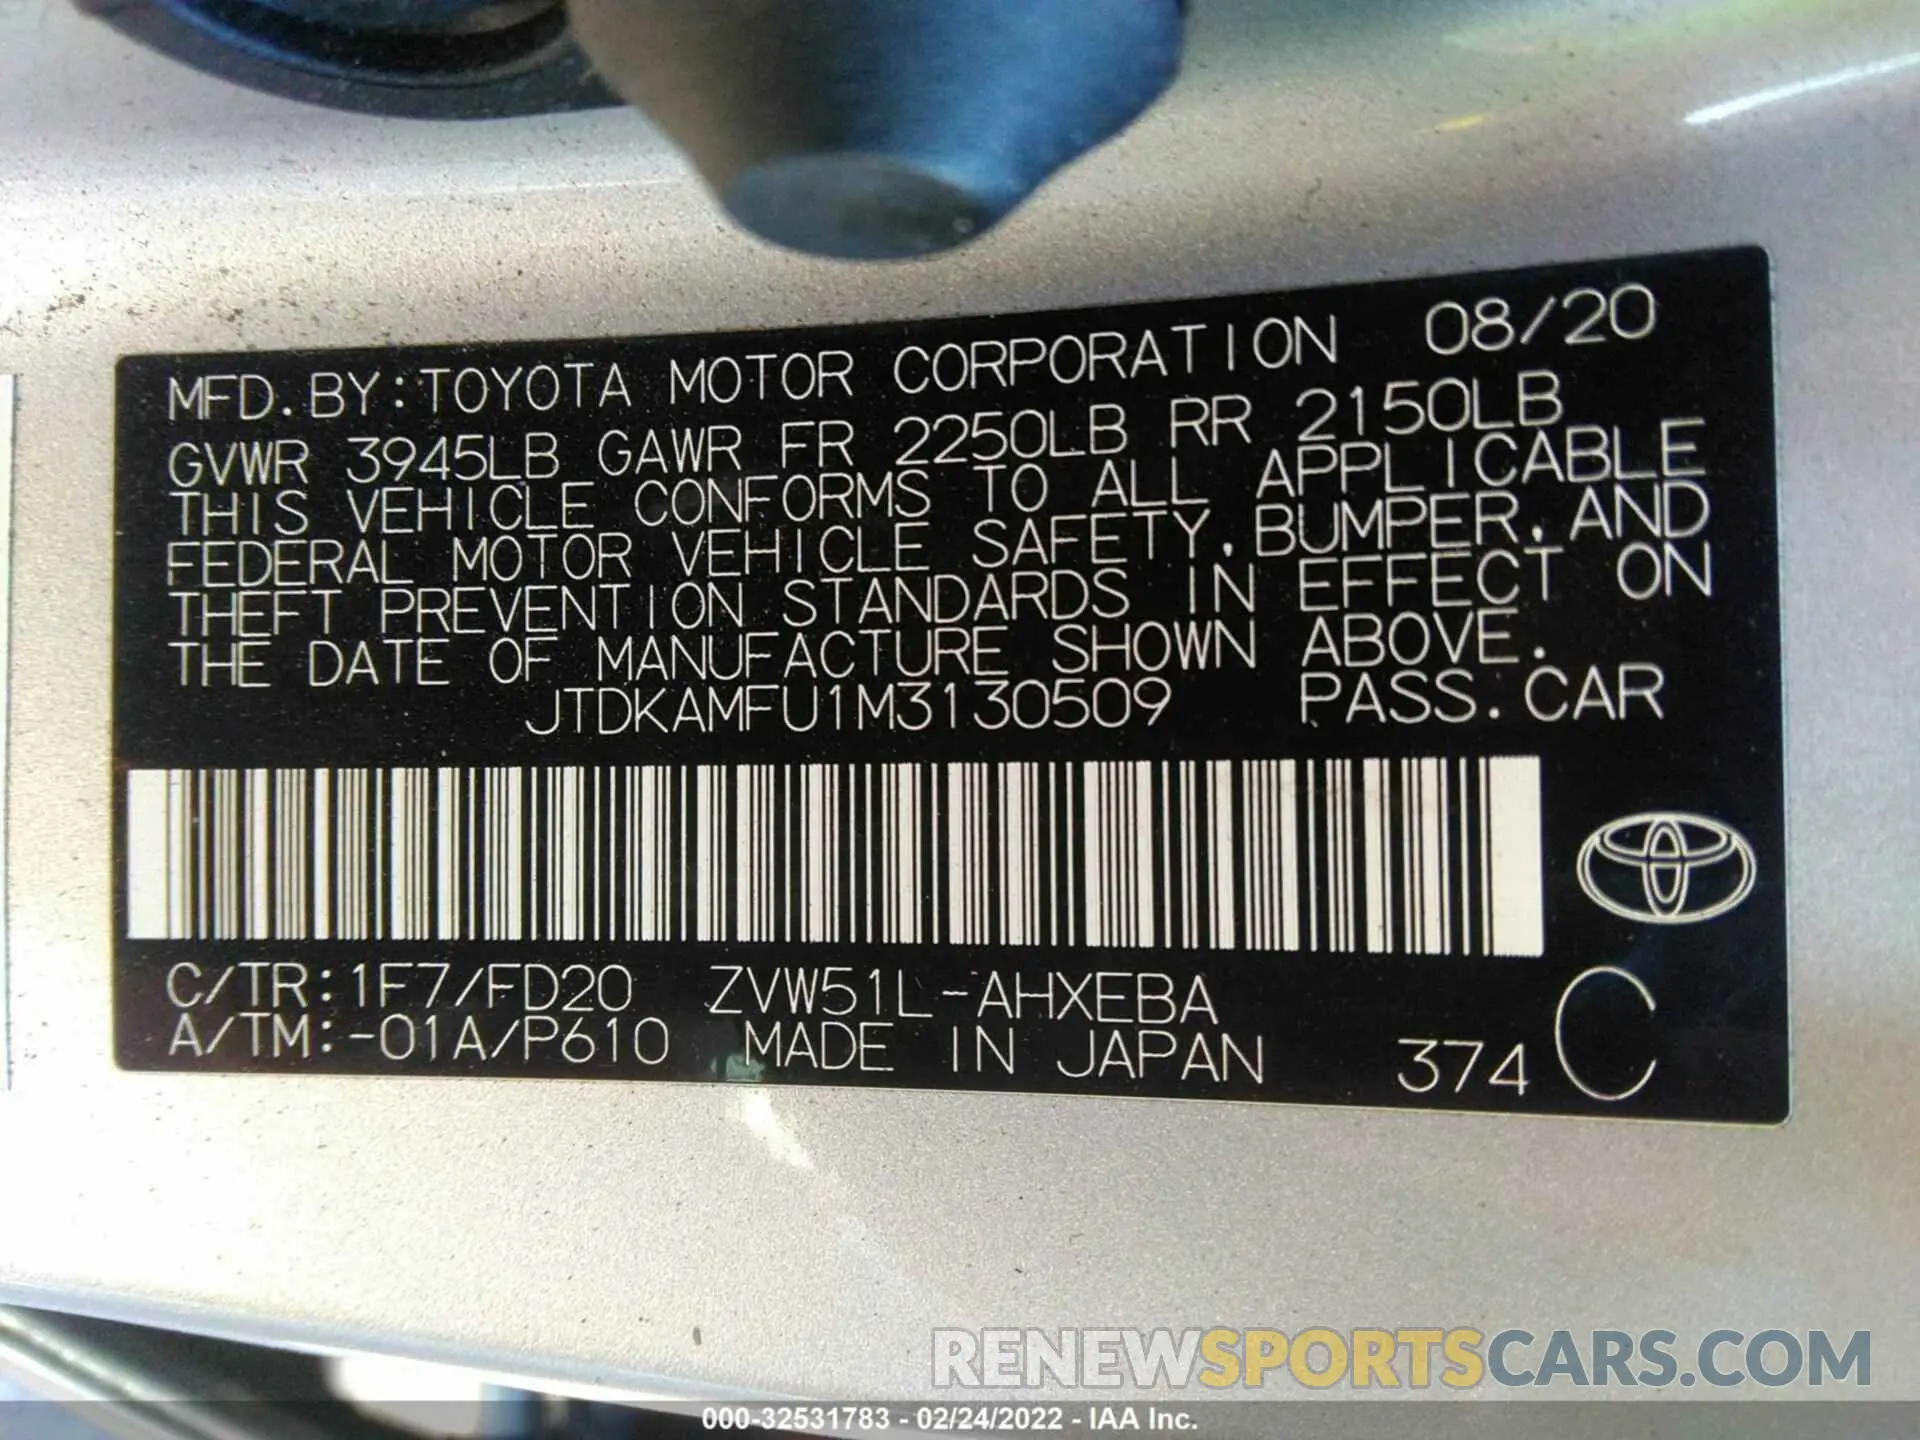 MFD. BY: TOYOTA MOTOR CORPORATION 08/20
GVWR 3945LB GAWR FR 2250LB RR 2150LB
THIS VEHICLE CONFORMS TO ALL APPLICABLE
FEDERAL MOTOR VEHICLE SAFETY, BUMPER, AND
THEFT PREVENTION STANDARDS IN EFFECT ON
THE DATE OF MANUFACTURE SHOWN ABOVE.
JTDKAMFU1M3130509 PASS. CAR
C/TR: 1F7/FD20 ZVW51L-AHXEBA
A/TM: -01A/P610 MADE IN JAPAN 374 C
RENEWSPORTSCARS.COM
000-32531783 - 02/24/2022 - IAA Inc.